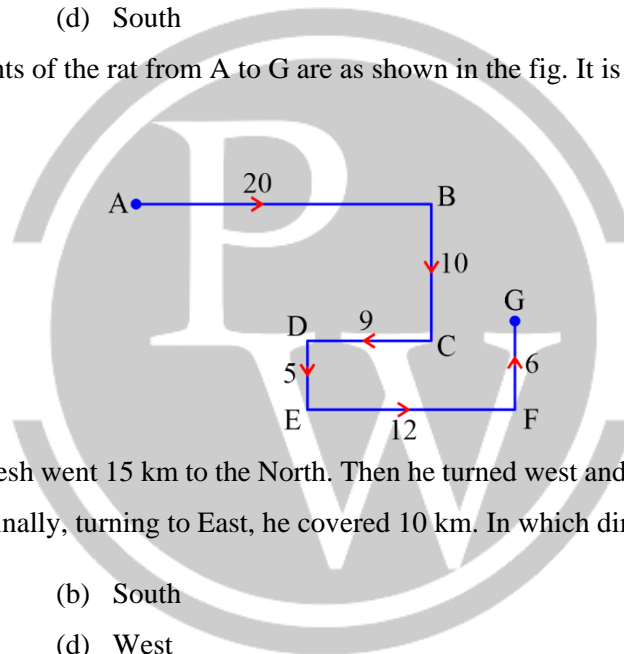 (d) South
nts of the rat from A to G are as shown in the fig. It is
20
A
B
10
G
D
9
C
5
6
E
12
F
esh went 15 km to the North. Then he turned west and
inally, turning to East, he covered 10 km. In which dir
(b) South
(d) West
PW